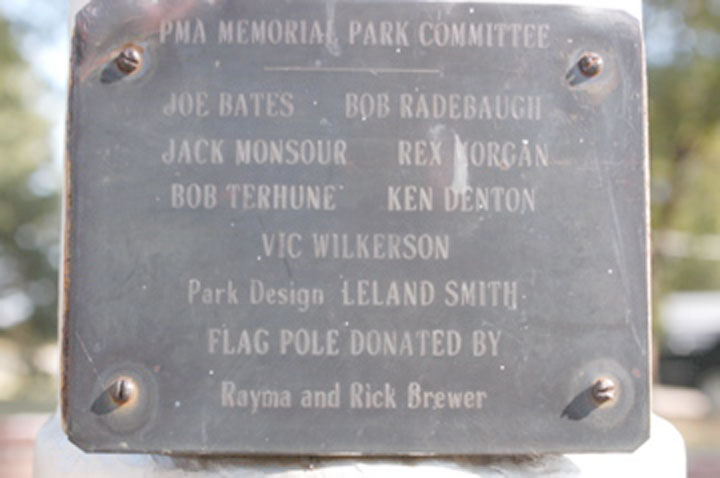 PMA MEMORIAL PARK COMMITTEE
JOE BATES BOB RADEBAUGH
JACK MONSOUR REX MORGAN
BOB TERHUNE KEN DENTON
VIC WILKERSON
Park Design LELAND SMITH
FLAG POLE DONATED BY
Rayma and Rick Brewer